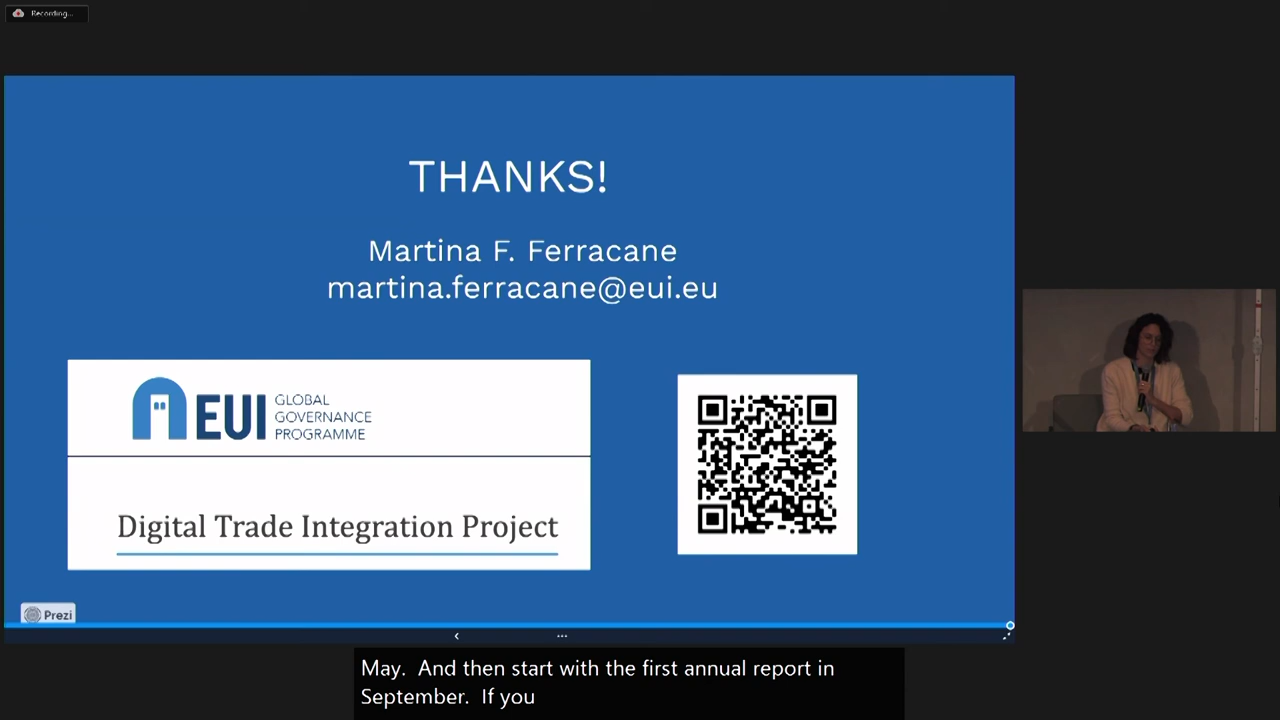 Recording...
THANKS!
Martina F. Ferracane
martina.ferracane@eui.eu
EUI
GLOBAL
GOVERNANCE
PROGRAMME
Digital Trade Integration Project
Prezi
May.  And then start with the first annual report in
September.  If you